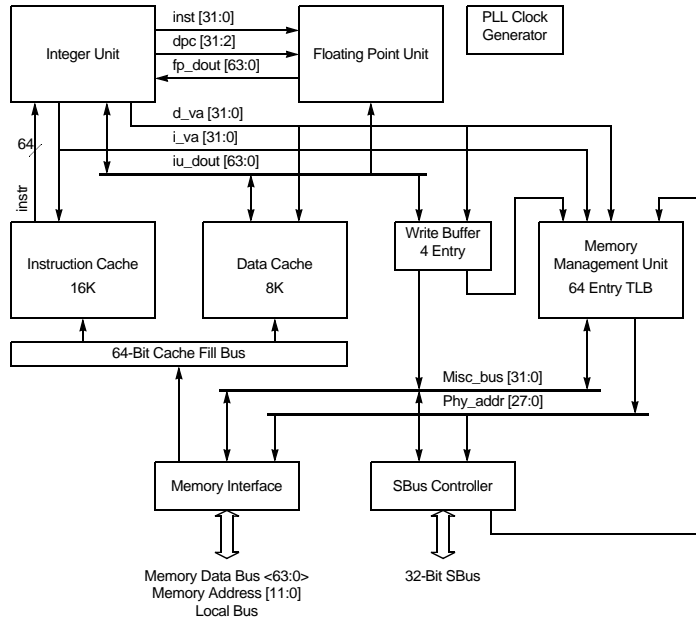 inst [31:0]
dpc [31:2]
fp_dout [63:0]
Integer Unit
Floating Point Unit
PLL Clock
Generator
d_va [31:0]
i_va [31:0]
iu_dout [63:0]
64
instr
Instruction Cache
16K
Data Cache
8K
Write Buffer
4 Entry
Memory
Management Unit
64 Entry TLB
64-Bit Cache Fill Bus
Misc_bus [31:0]
Phy_addr [27:0]
Memory Interface
SBus Controller
Memory Data Bus <63:0>
Memory Address [11:0]
Local Bus
32-Bit SBus